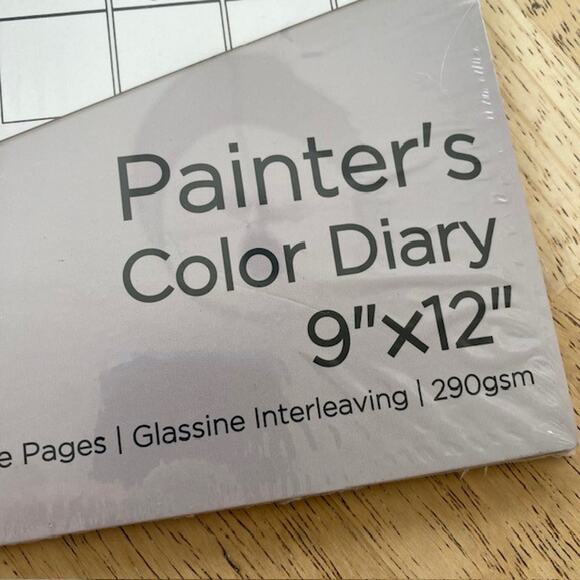 Painter's
Color Diary
9"x12"
Pages | Glassine Interleaving | 290gsm